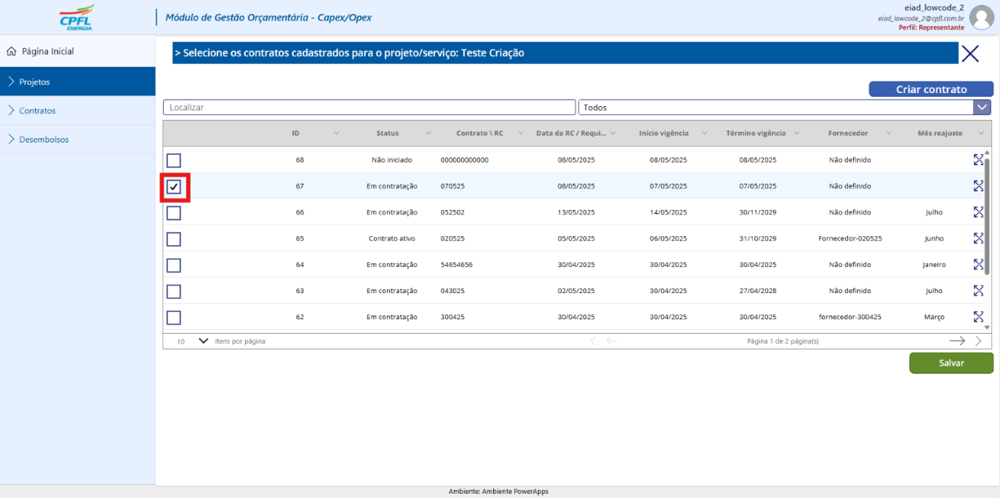 CPFL
ENERGIA
Módulo de Gestão Orçamentária - Capex/Opex
eiad_lowcode_2
eiad_lowcode_2@cpfl.com.br
Perfil: Representante
Página Inicial
Projetos
Contratos
Desembolsos
> Selecione os contratos cadastrados para o projeto/serviço: Teste Criação
Criar contrato
Localizar Todos
ID Status Contrato \ RC Data da RC / Requi... Início vigência Término vigência Fornecedor Mês reajuste
68 Não iniciado 000000000000 08/05/2025 08/05/2025 08/05/2025 Não definido
67 Em contratação 070525 08/05/2025 07/05/2025 07/05/2025 Não definido
66 Em contratação 052502 13/05/2025 14/05/2025 30/11/2029 Não definido Julho
65 Contrato ativo 020525 05/05/2025 06/05/2025 31/10/2029 Fornecedor-020525 Junho
64 Em contratação 54654656 30/04/2025 30/04/2025 30/04/2025 Não definido Janeiro
63 Em contratação 043025 02/05/2025 30/04/2025 27/04/2028 Não definido Julho
62 Em contratação 300425 30/04/2025 30/04/2025 30/04/2025 fornecedor-300425 Março
10 Itens por página Página 1 de 2 página(s)
Salvar
Ambiente: Ambiente PowerApps